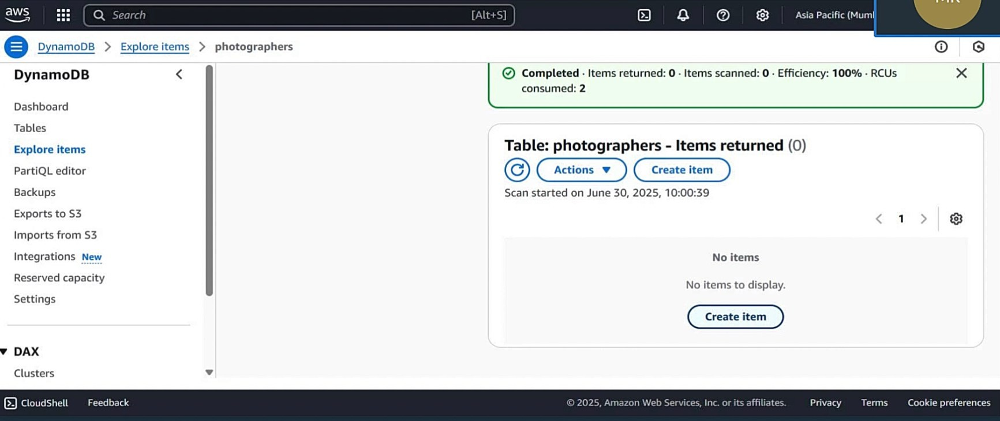 aws
Search
[Alt+S]
Asia Pacific (Mum
DynamoDB
Explore items
photographers
DynamoDB
Dashboard
Tables
Explore items
PartiQL editor
Backups
Exports to S3
Imports from S3
Integrations New
Reserved capacity
Settings
DAX
Clusters
Completed · Items returned: 0 · Items scanned: 0 · Efficiency: 100% · RCUs
consumed: 2
Table: photographers - Items returned (0)
Actions
Create item
Scan started on June 30, 2025, 10:00:39
1
No items
No items to display.
Create item
CloudShell
Feedback
© 2025, Amazon Web Services, Inc. or its affiliates.
Privacy
Terms
Cookie preferences